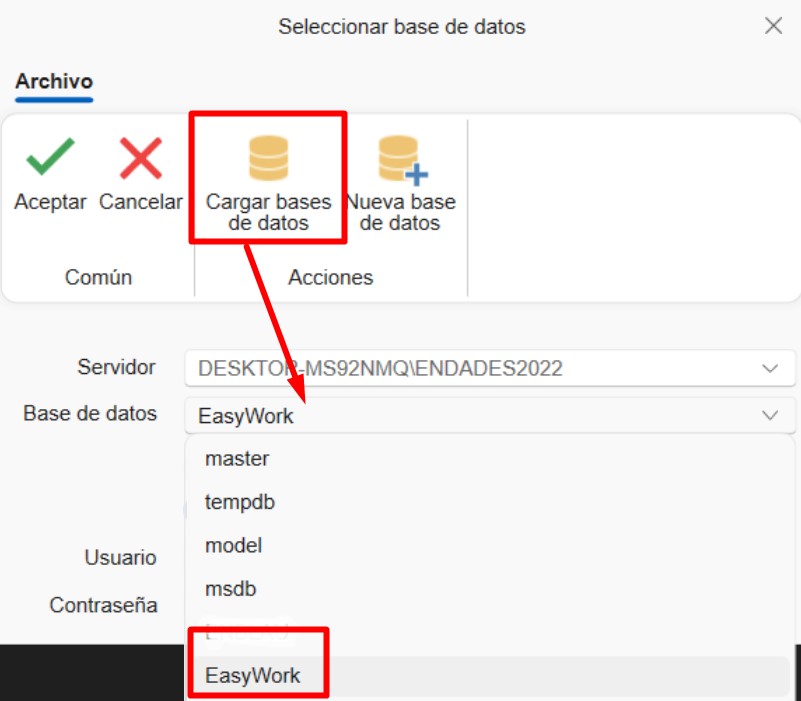 Seleccionar base de datos
Archivo
Aceptar
Cancelar
Cargar bases
de datos
Nueva base
de datos
Común
Acciones
Servidor
DESKTOP-MS92NMQ\ENDADES2022
Base de datos
EasyWork
master
tempdb
model
msdb
EasyWork
Usuario
Contraseña